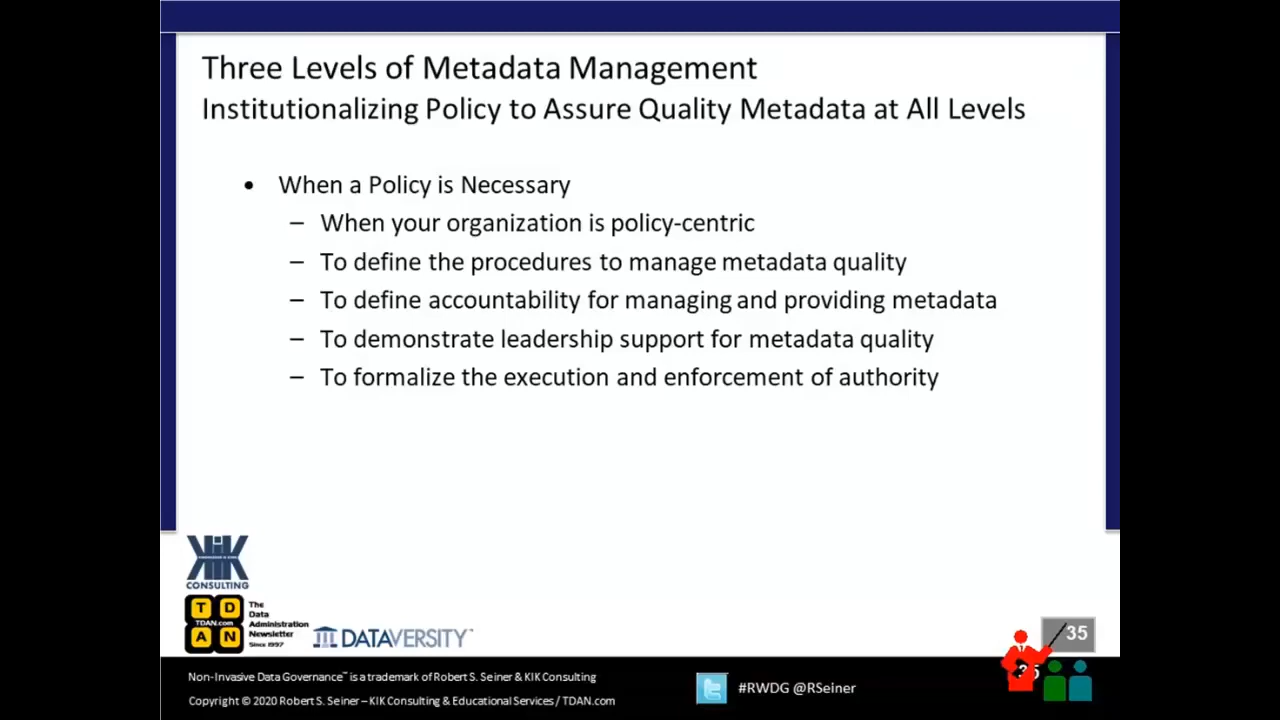 Three Levels of Metadata Management
Institutionalizing Policy to Assure Quality Metadata at All Levels
• When a Policy is Necessary
– When your organization is policy-centric
– To define the procedures to manage metadata quality
– To define accountability for managing and providing metadata
– To demonstrate leadership support for metadata quality
– To formalize the execution and enforcement of authority
KIK
CONSULTING
T D
TDAN.com
A N
The
Data
Administration
Newsletter
Since 1997
DATAVERSITY™
35
35
Non-Invasive Data Governance™ is a trademark of Robert S. Seiner & KIK Consulting
Copyright © 2020 Robert S. Seiner – KIK Consulting & Educational Services / TDAN.com
#RWDG @RSeiner